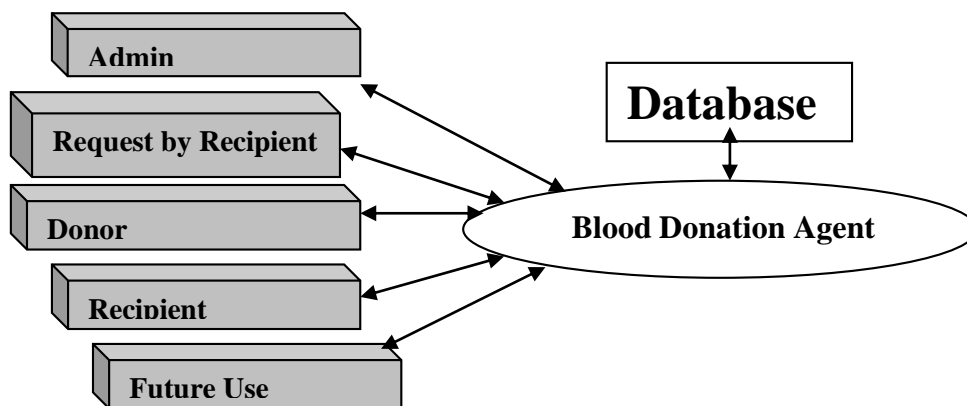 Admin
Request by Recipient
Donor
Recipient
Future Use
Database
Blood Donation Agent